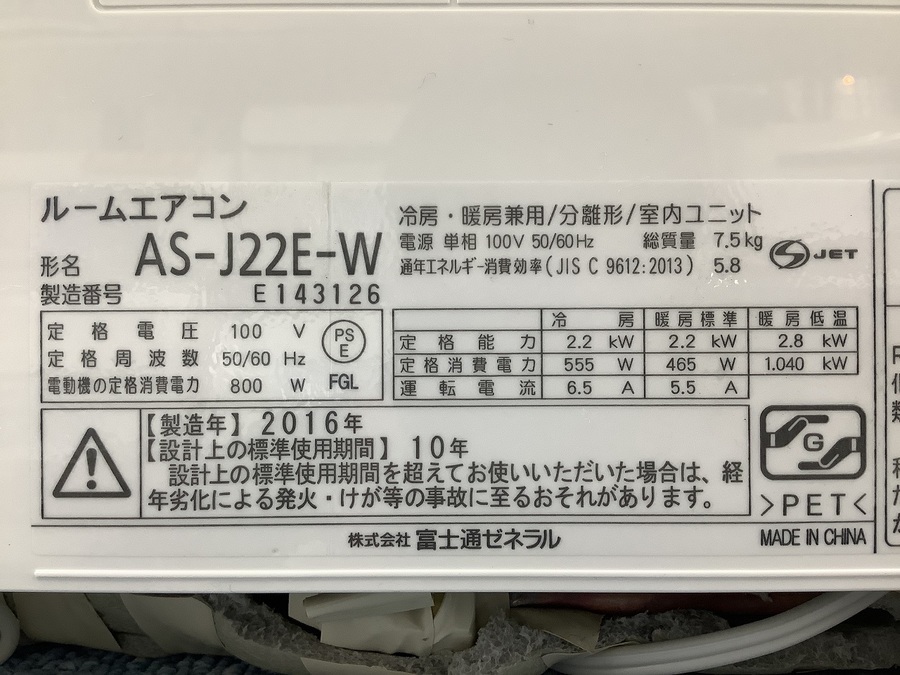 ルームエアコン
形名 AS-J22E-W
製造番号 E143126
冷房・暖房兼用/分離形/室内ユニット
電源 単相 100V 50/60Hz 総質量 7.5kg
通年エネルギー消費効率(JIS C 9612:2013) 5.8
JET
定格電圧 100 V
定格周波数 50/60 Hz
電動機の定格消費電力 800 W
PS
E
FGL
冷房 暖房標準 暖房低温
定格能力 2.2 kW 2.2 kW 2.8 kW
定格消費電力 555 W 465 W 1.040 kW
運転電流 6.5 A 5.5 A
【製造年】2016年
【設計上の標準使用期間】10年
設計上の標準使用期間を超えてお使いいただいた場合は、経
年劣化による発火・けが等の事故に至るおそれがあります。
G
>PET<
株式会社 富士通ゼネラル
MADE IN CHINA